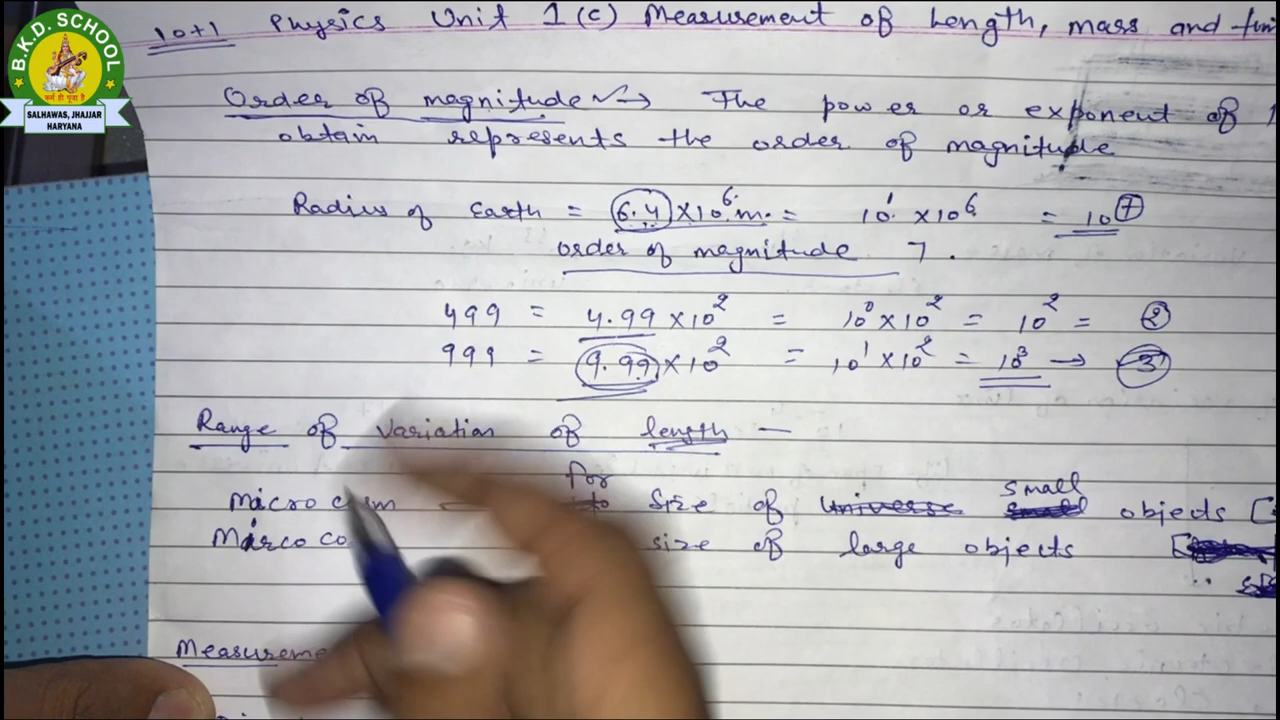 B.K.D. SCHOOL
कर्म ही पूजा है
SALHAWAS, JHAJJAR
HARYANA
10+1 Physics Unit 1(c) Measurement of Length, mass and
Order of magnitude → The power or exponent of
obtain represents the order of magnitude
Radius of Earth = 6.4 × 10⁶ m. = 10¹ × 10⁶ = 10⁷
order of magnitude 7.
499 = 4.99 × 10² = 10⁰ × 10² = 10² = 2
999 = 9.99 × 10² = 10¹ × 10² = 10³ → 3
Range of variation of length —
for
small
Size of objects [
Marco size of large objects [